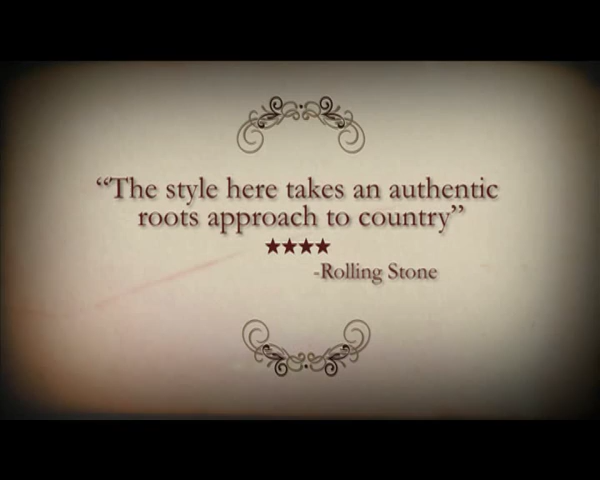 “The style here takes an authentic
roots approach to country”
★★★★
-Rolling Stone